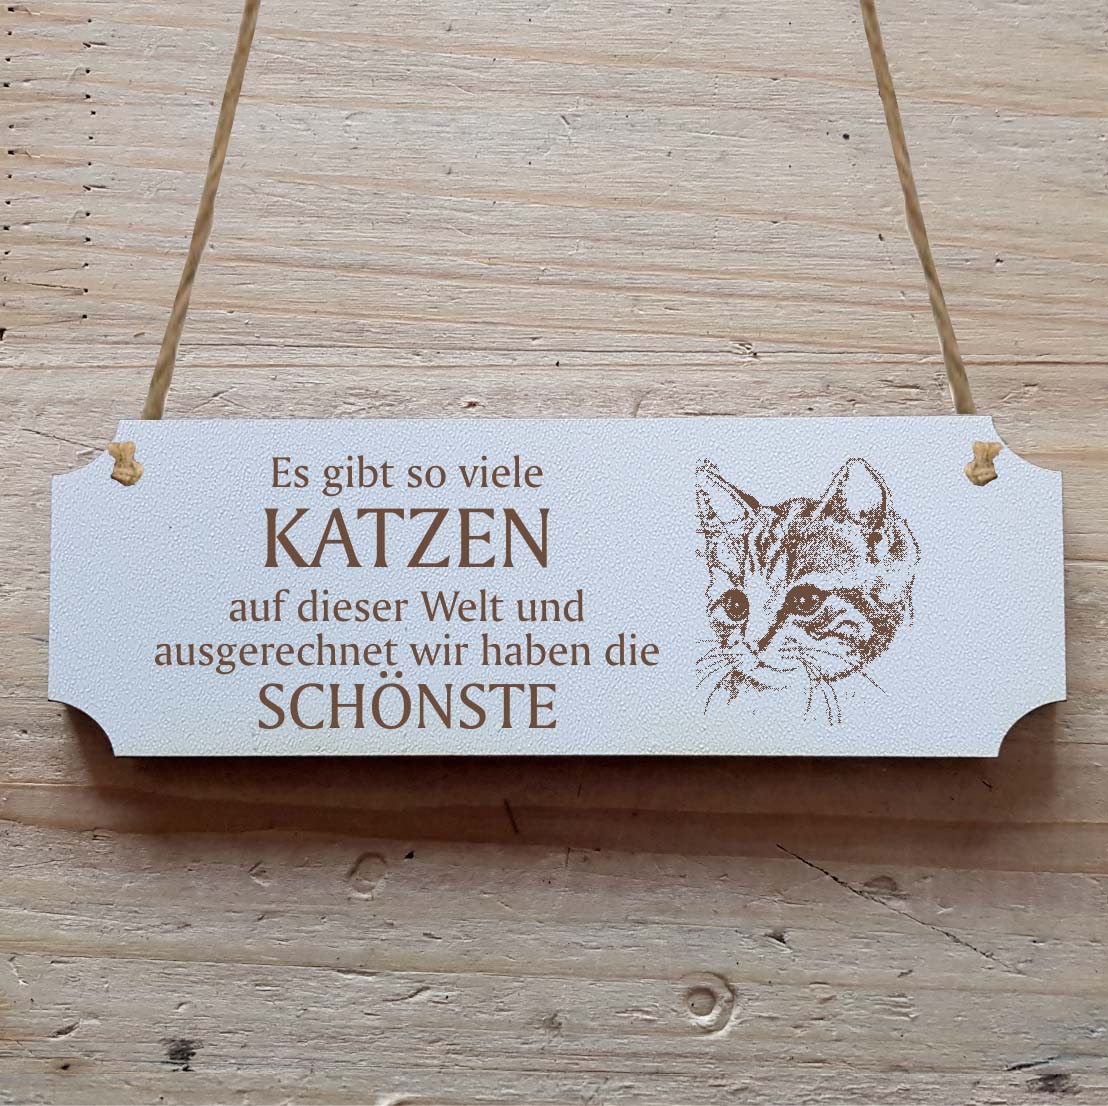 Es gibt so viele
KATZEN
auf dieser Welt und
ausgerechnet wir haben die
SCHÖNSTE